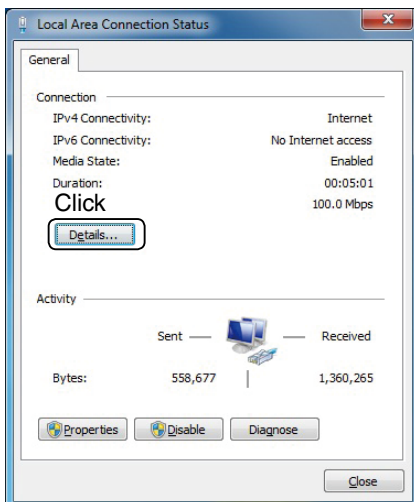 Local Area Connection Status
General
Connection
IPv4 Connectivity: Internet
IPv6 Connectivity: No Internet access
Media State: Enabled
Duration: 00:05:01
Click 100.0 Mbps
Details...
Activity
Sent Received
Bytes: 558,677 1,360,265
Properties Disable Diagnose
Close